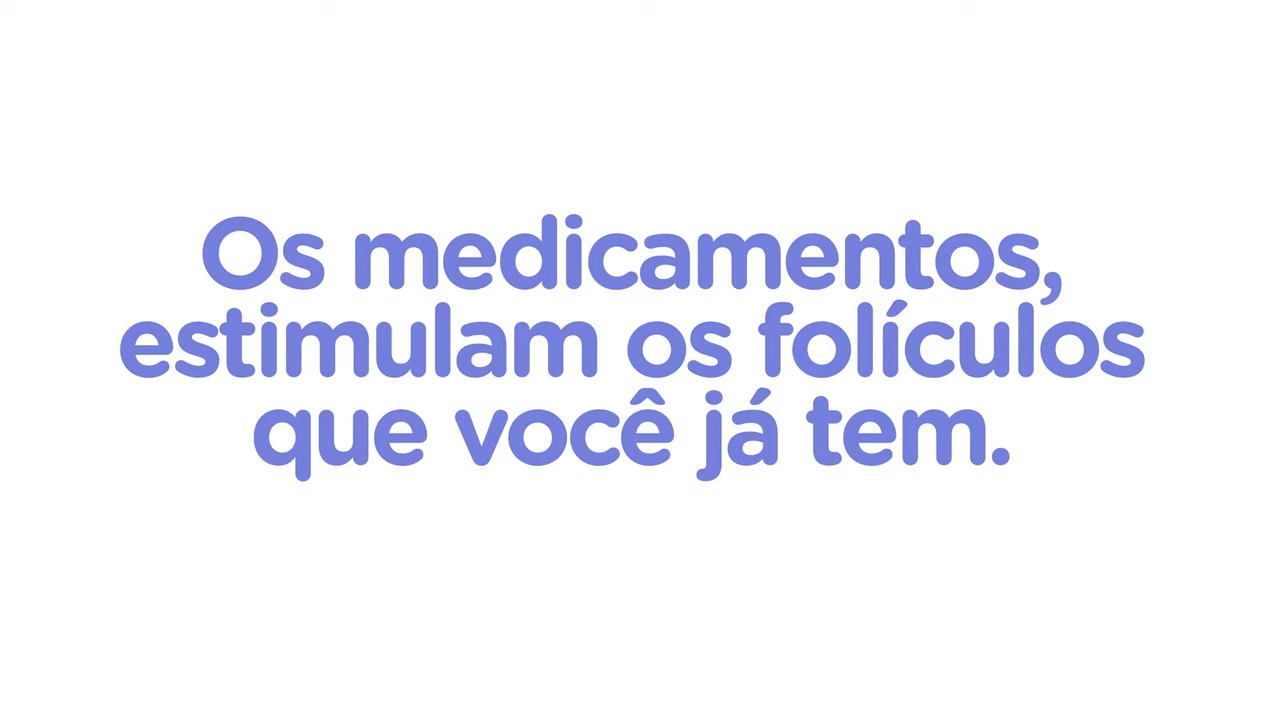 Os medicamentos,
estimulam os folículos
que você já tem.